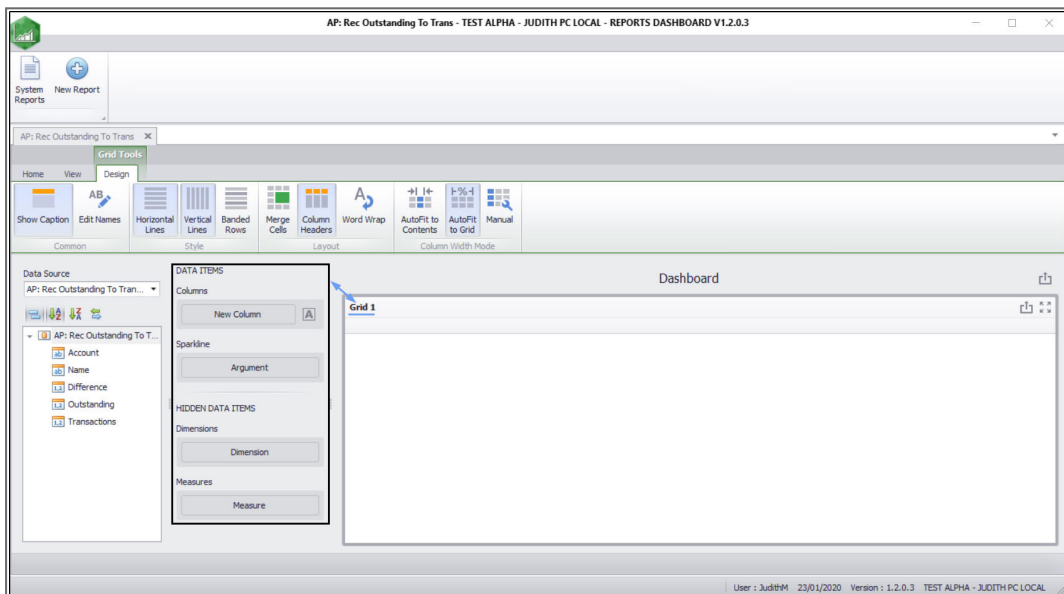 AP: Rec Outstanding To Trans - TEST ALPHA - JUDITH PC LOCAL - REPORTS DASHBOARD V1.2.0.3
System Reports
New Report
AP: Rec Outstanding To Trans
Grid Tools
Home View Design
Show Caption Edit Names Horizontal Lines Vertical Lines Banded Rows Merge Cells Column Headers Word Wrap AutoFit to Contents AutoFit to Grid Manual
Common Style Layout Column Width Mode
Data Source
AP: Rec Outstanding To Tran...
AP: Rec Outstanding To T...
Account
Name
Difference
Outstanding
Transactions
DATA ITEMS
Columns
New Column
Sparkline
Argument
HIDDEN DATA ITEMS
Dimensions
Dimension
Measures
Measure
Dashboard
Grid 1
User : JudithM 23/01/2020 Version : 1.2.0.3 TEST ALPHA - JUDITH PC LOCAL